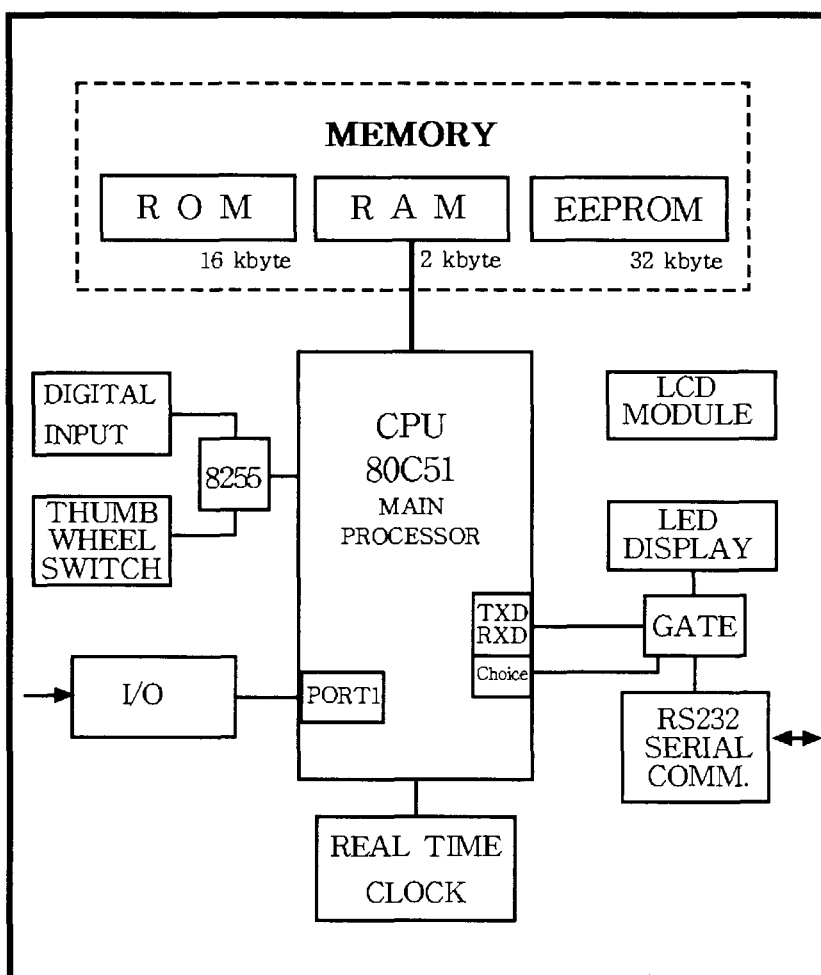 MEMORY
R O M
R A M
EEPROM
16 kbyte
2 kbyte
32 kbyte
DIGITAL
INPUT
8255
THUMB
WHEEL
SWITCH
CPU
80C51
MAIN
PROCESSOR
LCD
MODULE
LED
DISPLAY
TXD
RXD
Choice
GATE
I/O
PORT1
RS232
SERIAL
COMM.
REAL TIME
CLOCK